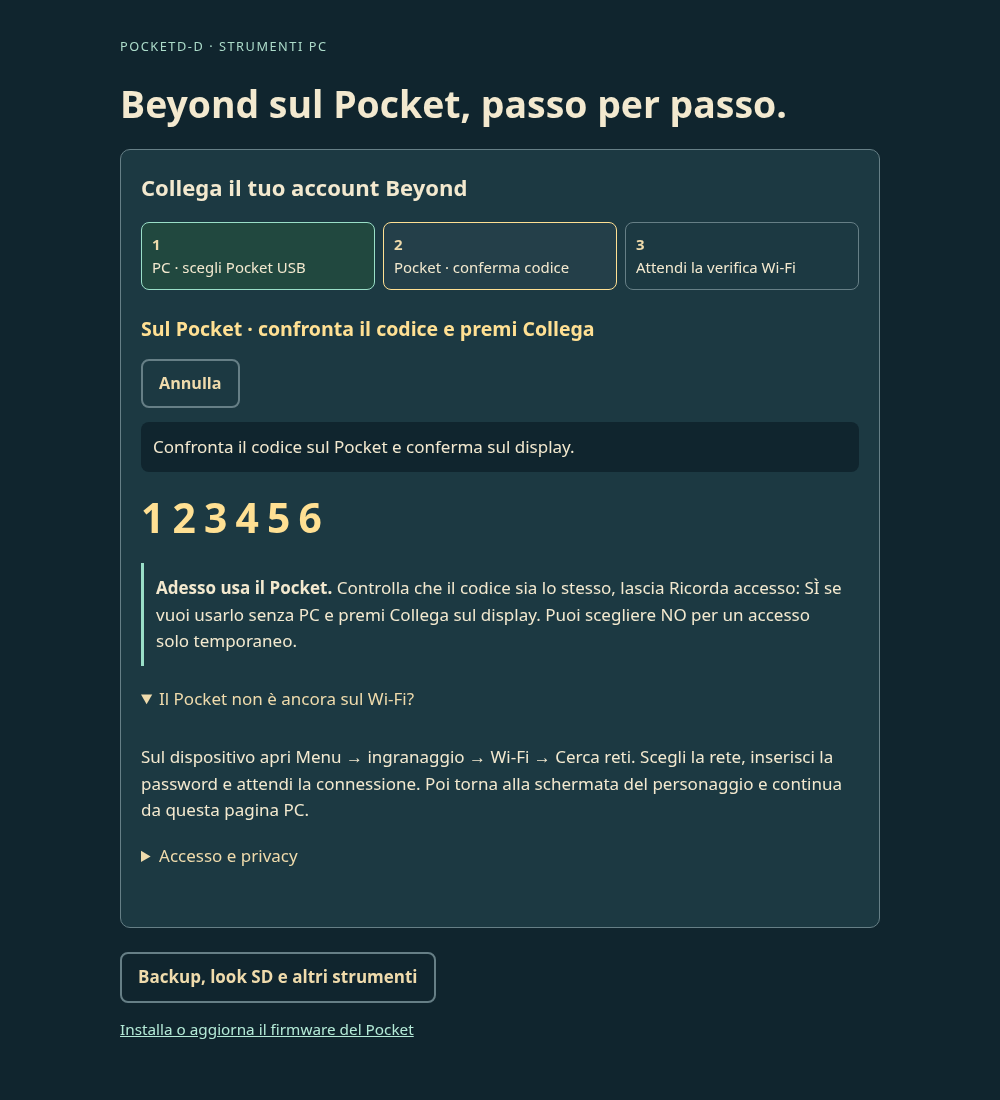 POCKETD-D · STRUMENTI PC
Beyond sul Pocket, passo per passo.
Collega il tuo account Beyond
1
PC · scegli Pocket USB
2
Pocket · conferma codice
3
Attendi la verifica Wi-Fi
Sul Pocket · confronta il codice e premi Collega
Annulla
Confronta il codice sul Pocket e conferma sul display.
123456
Adesso usa il Pocket. Controlla che il codice sia lo stesso, lascia Ricorda accesso: SÌ se
vuoi usarlo senza PC e premi Collega sul display. Puoi scegliere NO per un accesso
solo temporaneo.
▼ Il Pocket non è ancora sul Wi-Fi?
Sul dispositivo apri Menu → ingranaggio → Wi-Fi → Cerca reti. Scegli la rete, inserisci la
password e attendi la connessione. Poi torna alla schermata del personaggio e continua
da questa pagina PC.
▶ Accesso e privacy
Backup, look SD e altri strumenti
Installa o aggiorna il firmware del Pocket